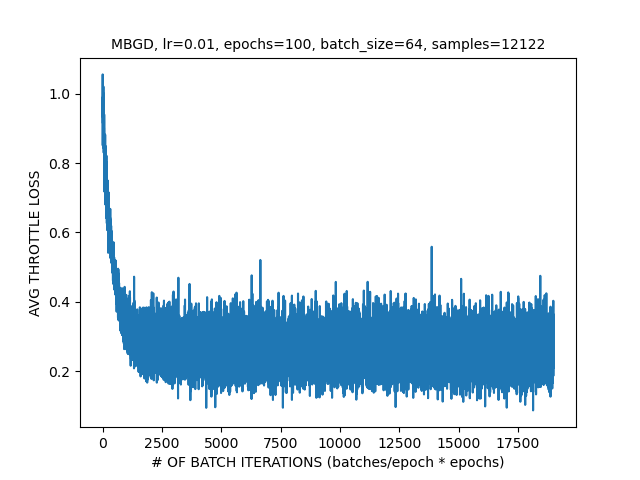 MBGD, lr=0.01, epochs=100, batch_size=64, samples=12122
1.0
0.8
0.6
0.4
0.2
AVG THROTTLE LOSS
0 2500 5000 7500 10000 12500 15000 17500
# OF BATCH ITERATIONS (batches/epoch * epochs)